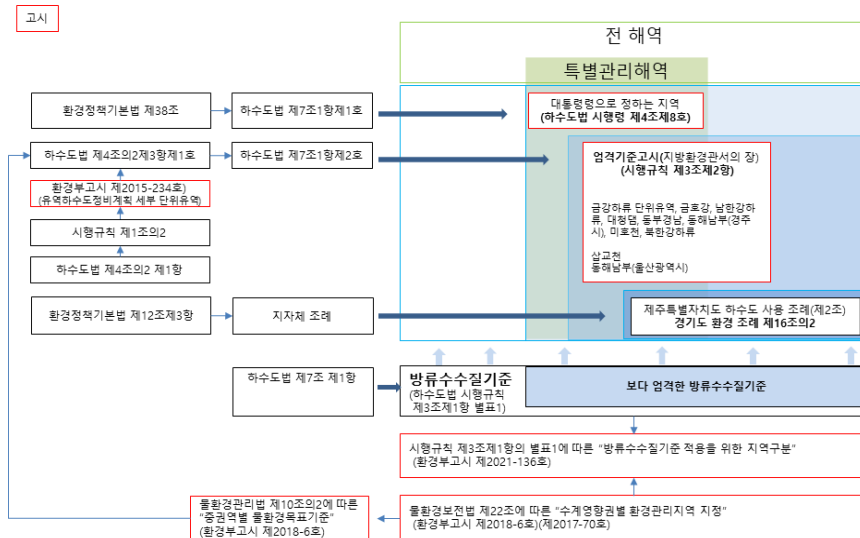 고시
전 해역
특별관리해역
환경정책기본법 제38조
하수도법 제7조1항제1호
대통령령으로 정하는 지역
(하수도법 시행령 제4조제8호)
하수도법 제4조의2제3항제1호
하수도법 제7조1항제2호
엄격기준고시(지방환경관서의 장)
(시행규칙 제3조제2항)
환경부고시 제2015-234호)
(유역하수도정비계획 세부 단위유역)
금강하류 단위유역, 금호강, 남한강하
류, 대청댐, 동부경남, 동해남부(경주
시), 미호천, 북한강하류
삽교천
동해남부(울산광역시)
시행규칙 제1조의2
하수도법 제4조의2 제1항
환경정책기본법 제12조제3항
지자체 조례
제주특별자치도 하수도 사용 조례(제2조)
경기도 환경 조례 제16조의2
하수도법 제7조 제1항
방류수수질기준
(하수도법 시행규칙
제3조제1항 별표1)
보다 엄격한 방류수수질기준
시행규칙 제3조제1항의 별표1에 따른 "방류수수질기준 적용을 위한 지역구분"
(환경부고시 제2021-136호)
물환경관리법 제10조의2에 따른
"중권역별 물환경목표기준"
(환경부고시 제2018-6호)
물환경보전법 제22조에 따른 "수계영향권별 환경관리지역 지정"
(환경부고시 제2018-6호)(제2017-70호)